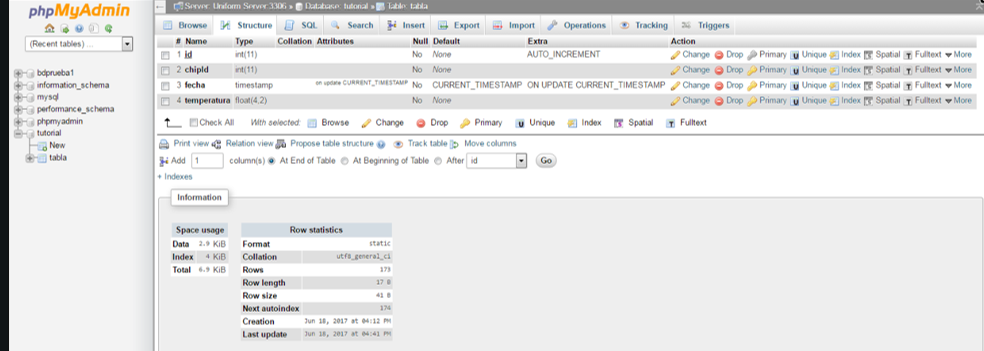 phpMyAdmin
(Recent tables) ...
bdprueba1
information_schema
mysql
performance_schema
phpmyadmin
tutorial
New
tabla
Server: Uniform Server:3306 » Database: tutorial » Table: tabla
Browse Structure SQL Search Insert Export Import Operations Tracking Triggers
# Name Type Collation Attributes Null Default Extra Action
1 id int(11) No None AUTO_INCREMENT Change Drop Primary Unique Index Spatial Fulltext More
2 chipId int(11) No None Change Drop Primary Unique Index Spatial Fulltext More
3 fecha timestamp on update CURRENT_TIMESTAMP No CURRENT_TIMESTAMP ON UPDATE CURRENT_TIMESTAMP Change Drop Primary Unique Index Spatial Fulltext More
4 temperatura float(4,2) No None Change Drop Primary Unique Index Spatial Fulltext More
Check All With selected: Browse Change Drop Primary Unique Index Spatial Fulltext
Print view Relation view Propose table structure Track table Move columns
Add 1 column(s) At End of Table At Beginning of Table After id Go
+ Indexes
Information
Space usage
Data 2.9 KiB
Index 4 KiB
Total 6.9 KiB
Row statistics
Format static
Collation utf8_general_ci
Rows 173
Row length 17 B
Row size 41 B
Next autoindex 174
Creation Jun 18, 2017 at 04:12 PM
Last update Jun 18, 2017 at 04:41 PM